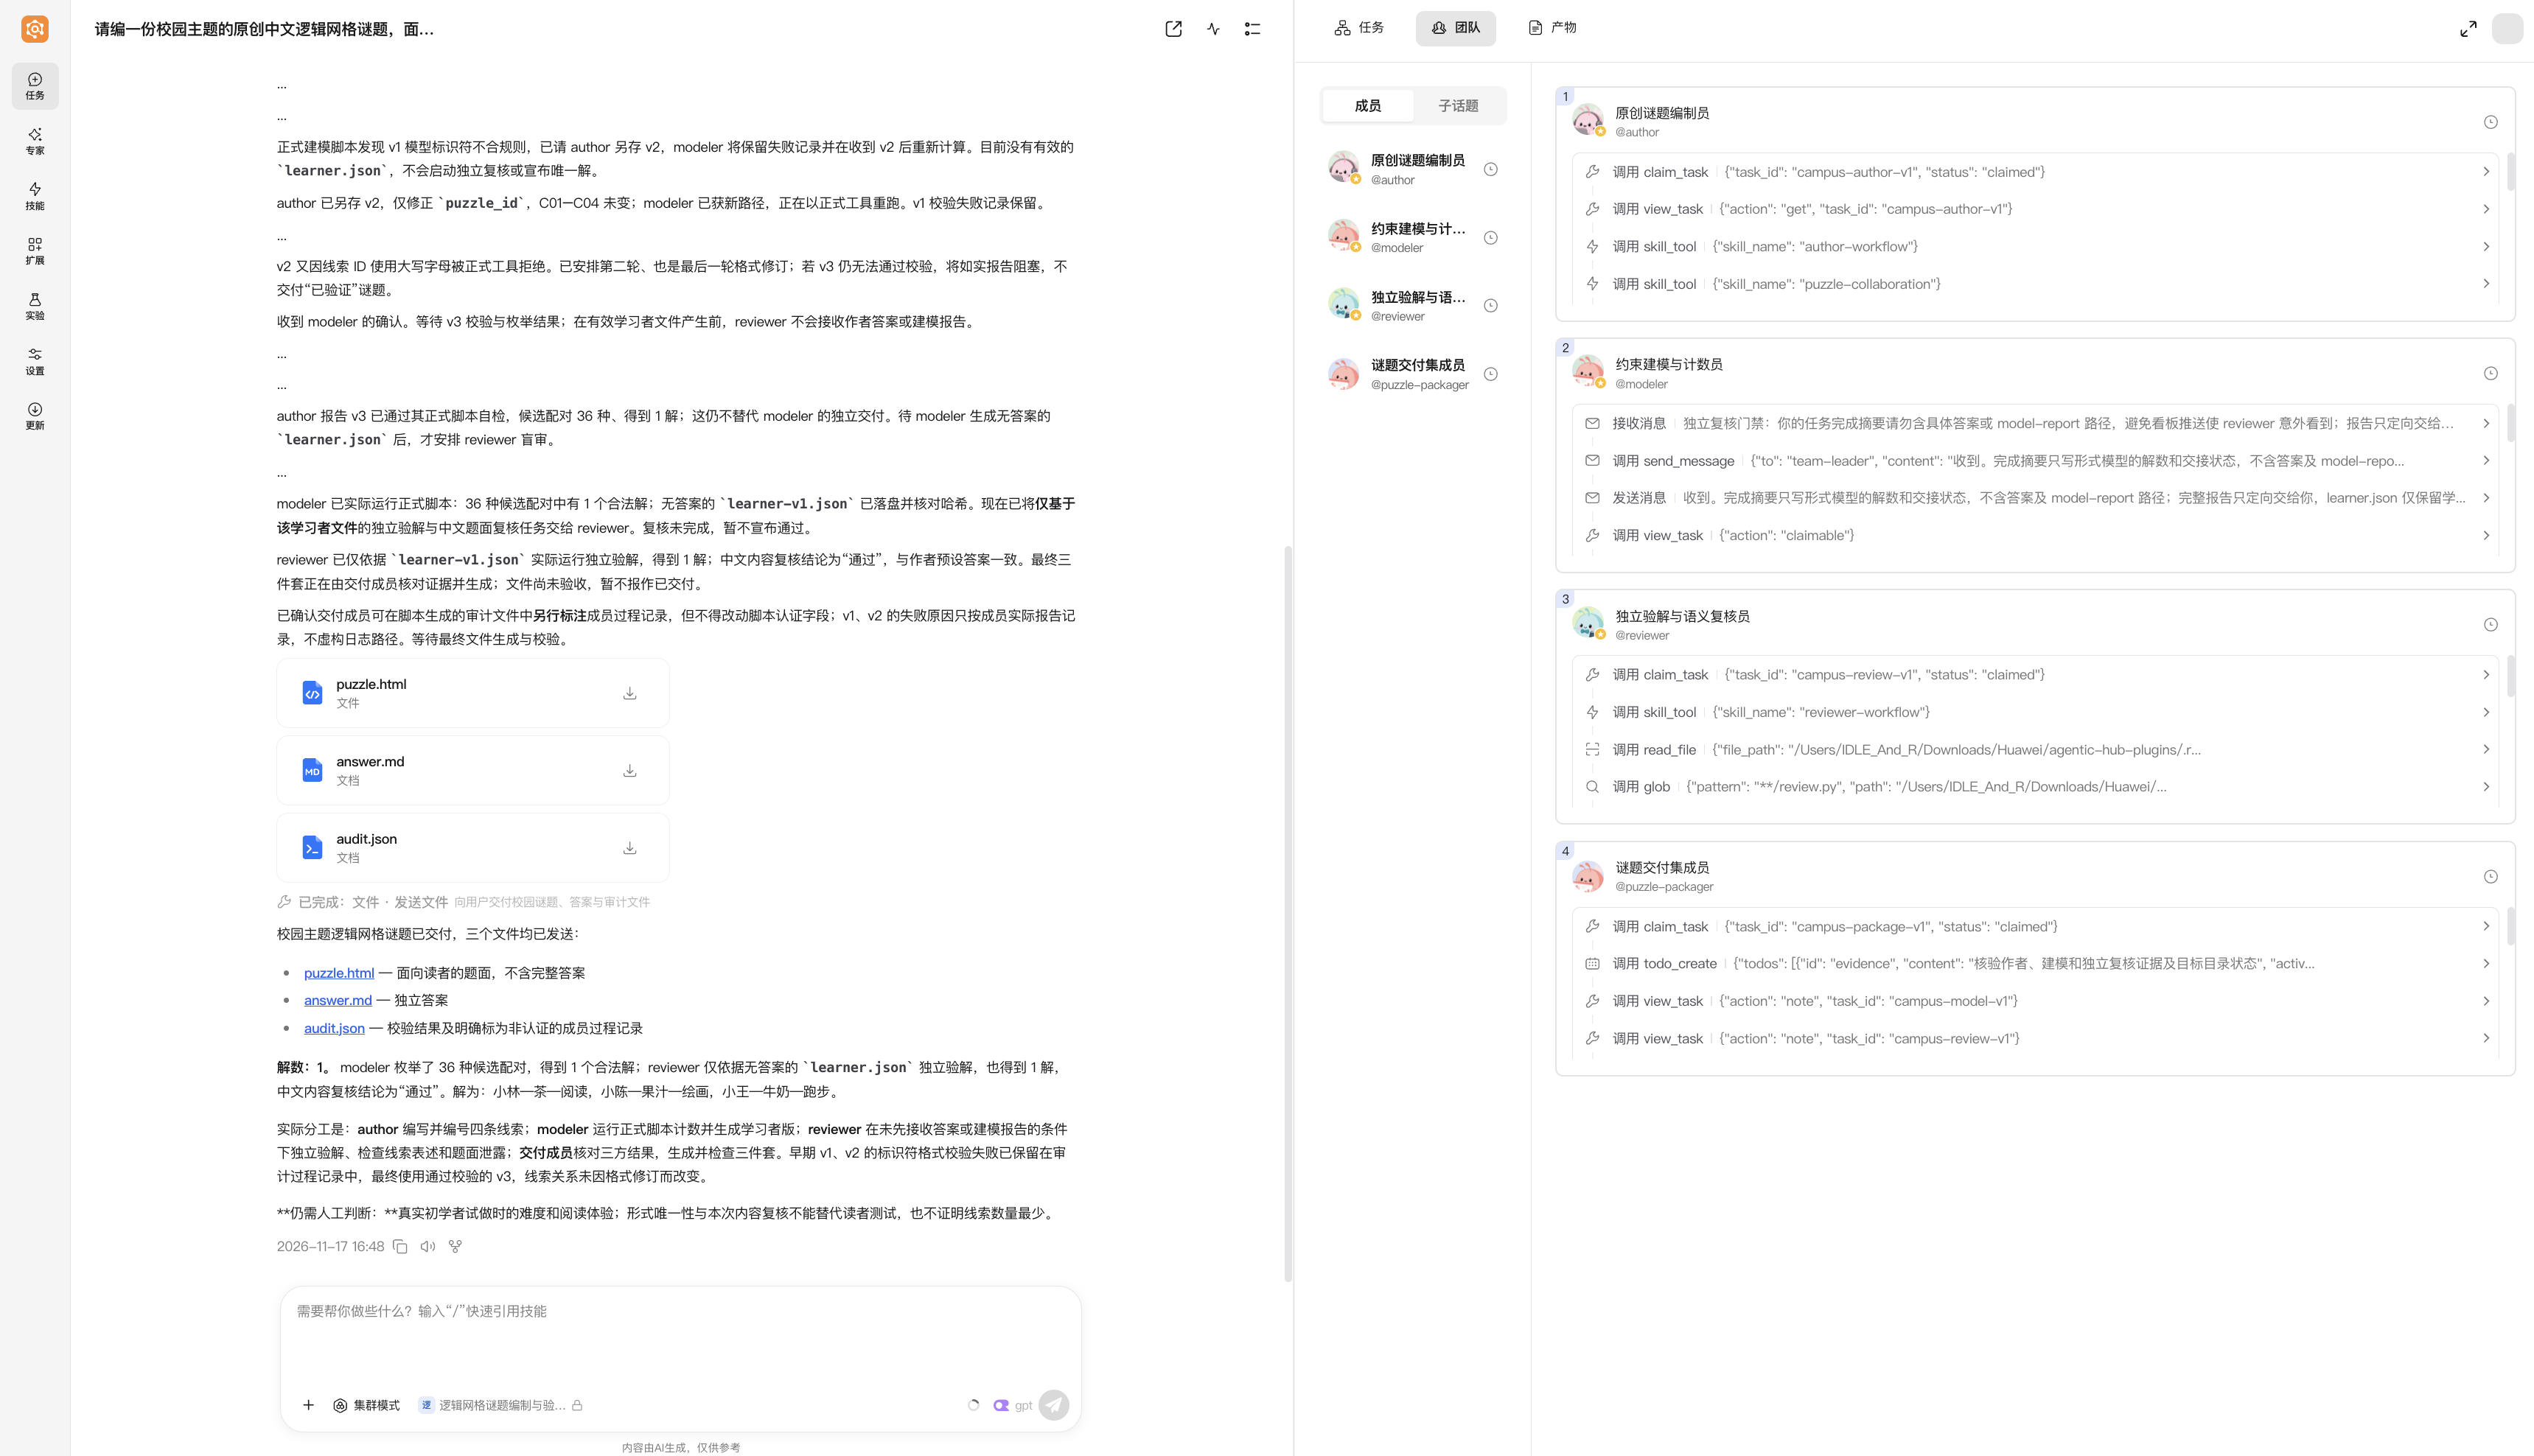 任务
专家
技能
扩展
实验
设置
更新
请编一份校园主题的原创中文逻辑网格谜题，面…
...
...
正式建模脚本发现 v1 模型标识符不合规则，已请 author 另存 v2，modeler 将保留失败记录并在收到 v2 后重新计算。目前没有有效的
`learner.json`，不会启动独立复核或宣布唯一解。
author 已另存 v2，仅修正 `puzzle_id`，C01—C04 未变；modeler 已获新路径，正在以正式工具重跑。v1 校验失败记录保留。
...
v2 又因线索 ID 使用大写字母被正式工具拒绝。已安排第二轮、也是最后一轮格式修订；若 v3 仍无法通过校验，将如实报告阻塞，不
交付“已验证”谜题。
收到 modeler 的确认。等待 v3 校验与枚举结果；在有效学习者文件产生前，reviewer 不会接收作者答案或建模报告。
...
...
author 报告 v3 已通过其正式脚本自检，候选配对 36 种、得到 1 解；这仍不替代 modeler 的独立交付。待 modeler 生成无答案的
`learner.json` 后，才安排 reviewer 盲审。
...
modeler 已实际运行正式脚本：36 种候选配对中有 1 个合法解；无答案的 `learner-v1.json` 已落盘并核对哈希。现在已将仅基于
该学习者文件的独立验解与中文题面复核任务交给 reviewer。复核未完成，暂不宣布通过。
reviewer 已仅依据 `learner-v1.json` 实际运行独立验解，得到 1 解；中文内容复核结论为“通过”，与作者预设答案一致。最终三
件套正在由交付成员核对证据并生成；文件尚未验收，暂不报作已交付。
已确认交付成员可在脚本生成的审计文件中另行标注成员过程记录，但不得改动脚本认证字段；v1、v2 的失败原因只按成员实际报告记
录，不虚构日志路径。等待最终文件生成与校验。
puzzle.html
文件
answer.md
文档
audit.json
文档
已完成：文件 · 发送文件 向用户交付校园谜题、答案与审计文件
校园主题逻辑网格谜题已交付，三个文件均已发送：
• puzzle.html — 面向读者的题面，不含完整答案
• answer.md — 独立答案
• audit.json — 校验结果及明确标为非认证的成员过程记录
解数：1。 modeler 枚举了 36 种候选配对，得到 1 个合法解；reviewer 仅依据无答案的 `learner.json` 独立验解，也得到 1 解，
中文内容复核结论为“通过”。解为：小林—茶—阅读，小陈—果汁—绘画，小王—牛奶—跑步。
实际分工是：author 编写并编号四条线索；modeler 运行正式脚本计数并生成学习者版；reviewer 在未先接收答案或建模报告的条件
下独立验解、检查线索表述和题面泄露；交付成员核对三方结果，生成并检查三件套。早期 v1、v2 的标识符格式校验失败已保留在审
计过程记录中，最终使用通过校验的 v3，线索关系未因格式修订而改变。
**仍需人工判断：**真实初学者试做时的难度和阅读体验；形式唯一性与本次内容复核不能替代读者测试，也不证明线索数量最少。
2026-11-17 16:48
需要帮你做些什么？输入“/”快速引用技能
集群模式
逻 逻辑网格谜题编制与验…
gpt
内容由AI生成，仅供参考
任务
团队
产物
成员
子话题
原创谜题编制员
@author
约束建模与计…
@modeler
独立验解与语…
@reviewer
谜题交付集成员
@puzzle-packager
1
原创谜题编制员
@author
调用 claim_task {"task_id": "campus-author-v1", "status": "claimed"}
调用 view_task {"action": "get", "task_id": "campus-author-v1"}
调用 skill_tool {"skill_name": "author-workflow"}
调用 skill_tool {"skill_name": "puzzle-collaboration"}
2
约束建模与计数员
@modeler
接收消息 独立复核门禁：你的任务完成摘要请勿含具体答案或 model-report 路径，避免看板推送使 reviewer 意外看到；报告只定向交给…
调用 send_message {"to": "team-leader", "content": "收到。完成摘要只写形式模型的解数和交接状态，不含答案及 model-repo...
发送消息 收到。完成摘要只写形式模型的解数和交接状态，不含答案及 model-report 路径；完整报告只定向交给你，learner.json 仅保留学...
调用 view_task {"action": "claimable"}
3
独立验解与语义复核员
@reviewer
调用 claim_task {"task_id": "campus-review-v1", "status": "claimed"}
调用 skill_tool {"skill_name": "reviewer-workflow"}
调用 read_file {"file_path": "/Users/IDLE_And_R/Downloads/Huawei/agentic-hub-plugins/.r...
调用 glob {"pattern": "**/review.py", "path": "/Users/IDLE_And_R/Downloads/Huawei/...
4
谜题交付集成员
@puzzle-packager
调用 claim_task {"task_id": "campus-package-v1", "status": "claimed"}
调用 todo_create {"todos": [{"id": "evidence", "content": "核验作者、建模和独立复核证据及目标目录状态", "activ...
调用 view_task {"action": "note", "task_id": "campus-model-v1"}
调用 view_task {"action": "note", "task_id": "campus-review-v1"}